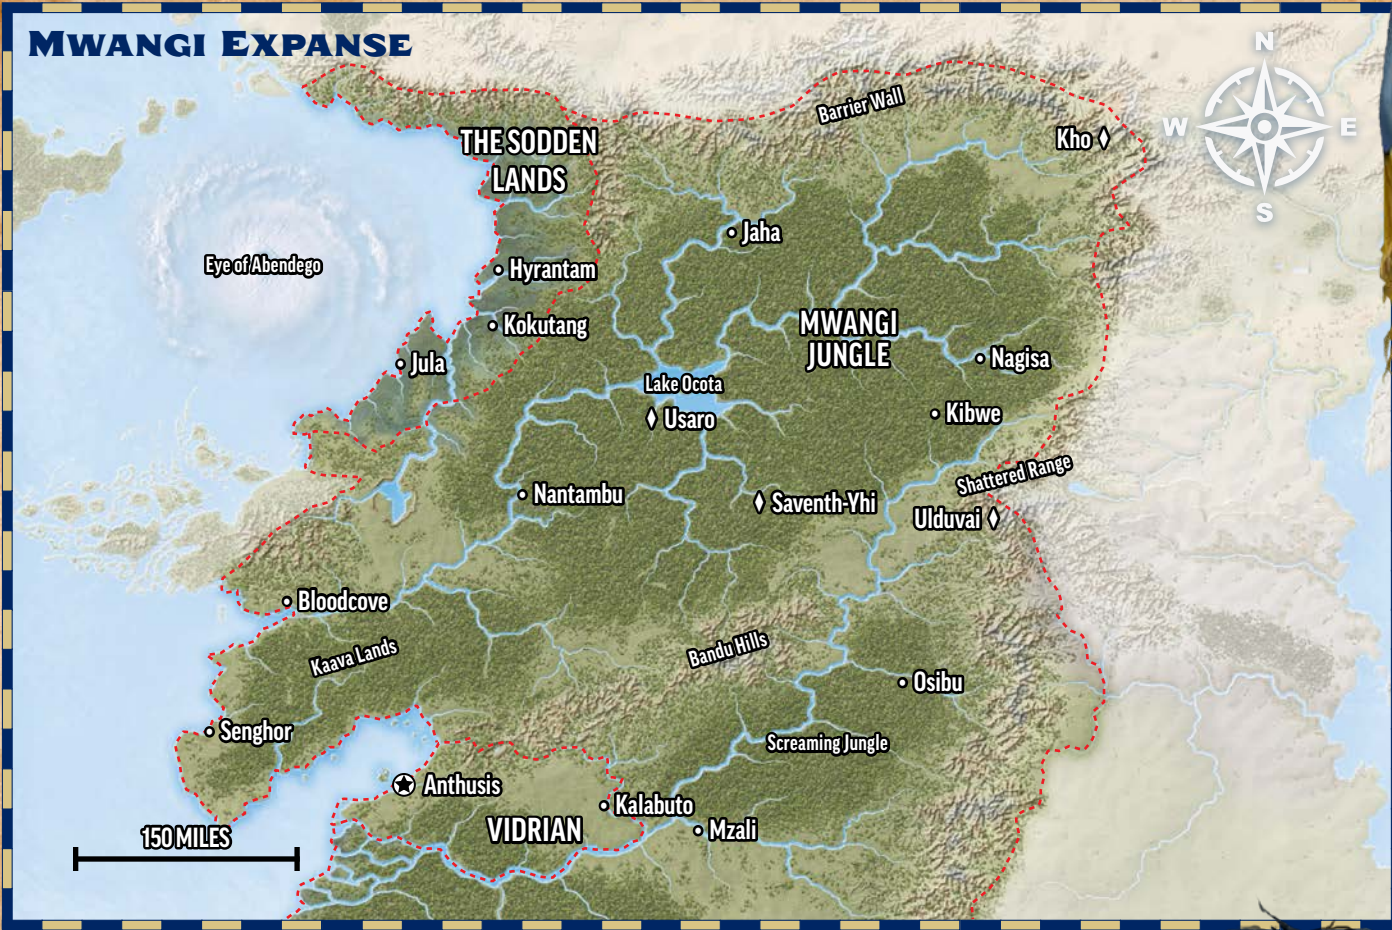 MWANGI EXPANSE
N
W
E
S
Barrier Wall
Kho
THE SODDEN
LANDS
Jaha
Eye of Abendego
Hyrantam
Kokutang
MWANGI
JUNGLE
Jula
Nagisa
Lake Ocota
Usaro
Kibwe
Shattered Range
Nantambu
Saventh-Yhi
Ulduvai
Bloodcove
Kaava Lands
Bandu Hills
Osibu
Senghor
Screaming Jungle
Anthusis
Kalabuto
VIDRIAN
Mzali
150 MILES